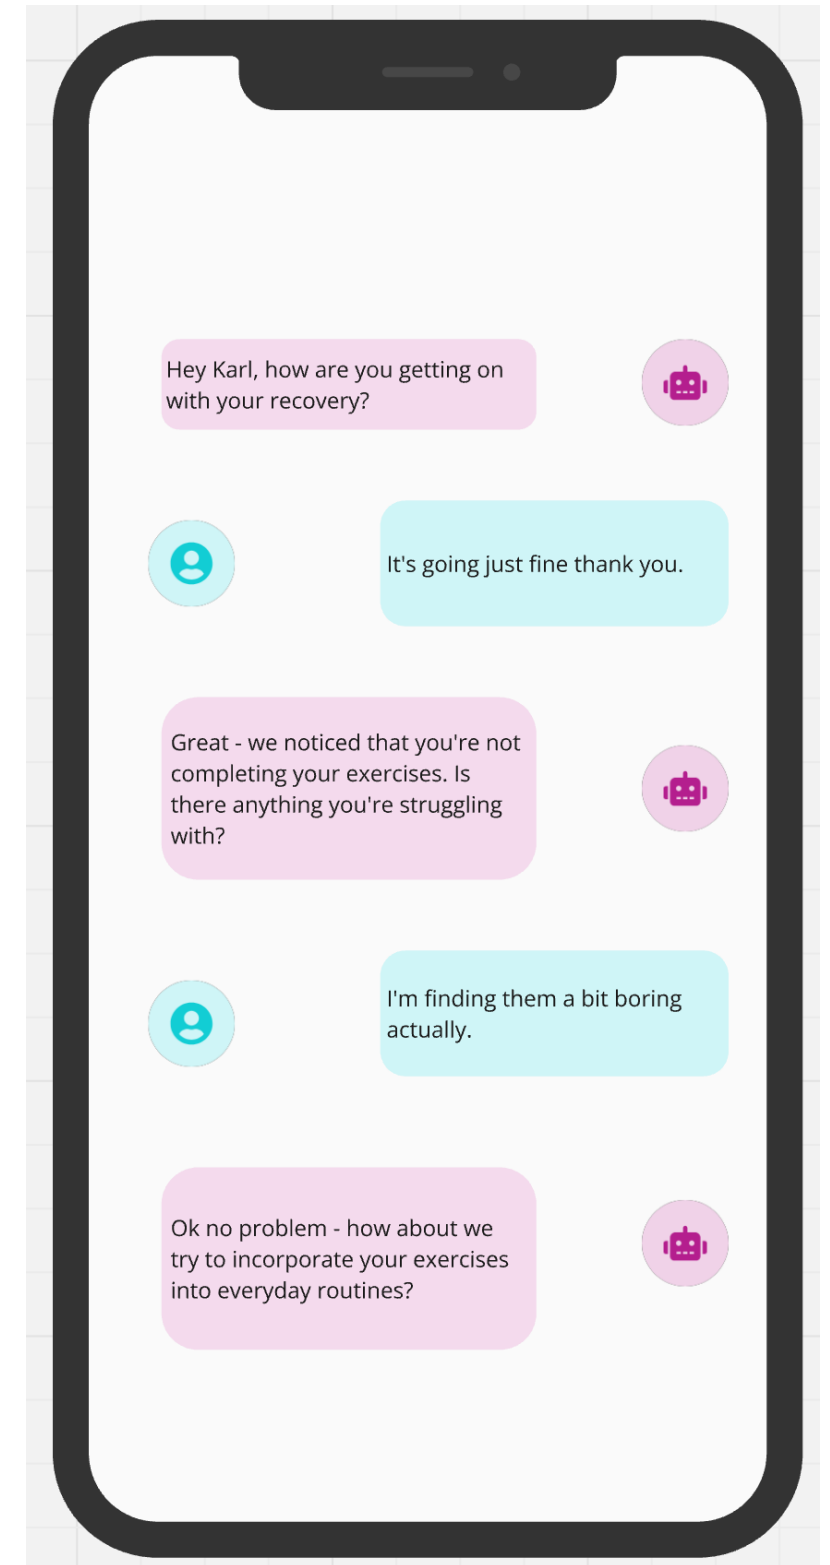 Hey Karl, how are you getting on
with your recovery?
It's going just fine thank you.
Great - we noticed that you're not
completing your exercises. Is
there anything you're struggling
with?
I'm finding them a bit boring
actually.
Ok no problem - how about we
try to incorporate your exercises
into everyday routines?